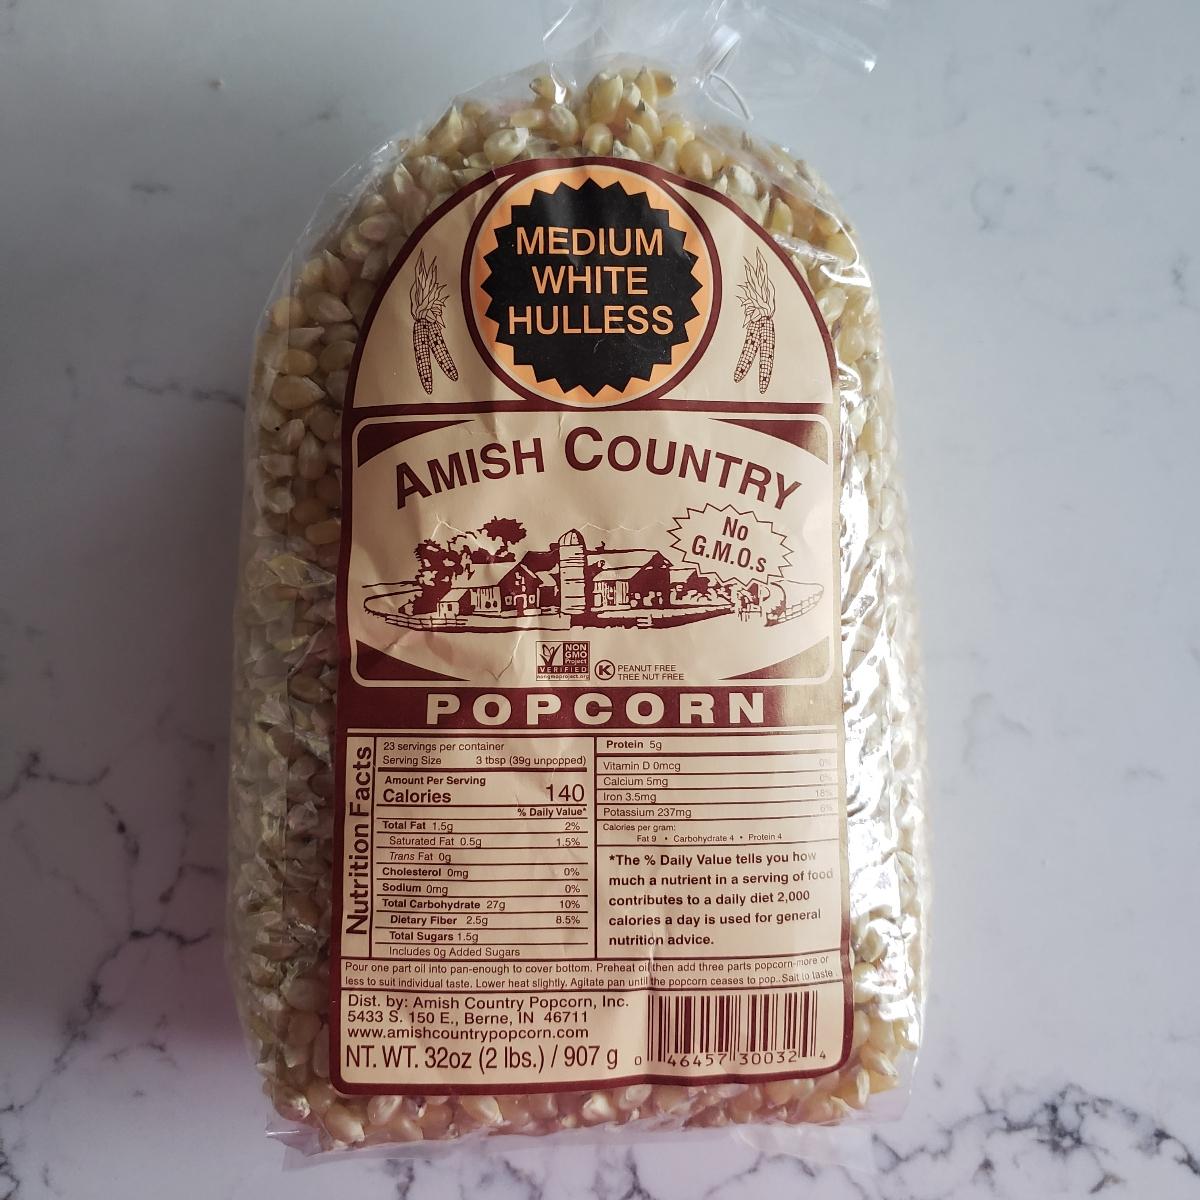 MEDIUM
WHITE
HULLESS
AMISH COUNTRY
No
G.M.O.s
NON
GMO
Project
VERIFIED
nongmoproject.org
K
PEANUT FREE
TREE NUT FREE
POPCORN
Nutrition Facts
23 servings per container
Serving Size 3 tbsp (39g unpopped)
Amount Per Serving
Calories 140
% Daily Value*
Total Fat 1.5g 2%
Saturated Fat 0.5g 1.5%
Trans Fat 0g
Cholesterol 0mg 0%
Sodium 0mg 0%
Total Carbohydrate 27g 10%
Dietary Fiber 2.5g 8.5%
Total Sugars 1.5g
Includes 0g Added Sugars
Protein 5g
Vitamin D 0mcg 0%
Calcium 5mg 0%
Iron 3.5mg 18%
Potassium 237mg 6%
Calories per gram:
Fat 9 • Carbohydrate 4 • Protein 4
*The % Daily Value tells you how
much a nutrient in a serving of food
contributes to a daily diet 2,000
calories a day is used for general
nutrition advice.
Pour one part oil into pan-enough to cover bottom. Preheat oil then add three parts popcorn-more or
less to suit individual taste. Lower heat slightly. Agitate pan until the popcorn ceases to pop..Salt to taste.
Dist. by: Amish Country Popcorn, Inc.
5433 S. 150 E., Berne, IN 46711
www.amishcountrypopcorn.com
NT. WT. 32oz (2 lbs.) / 907 g
0 46457 30032 4